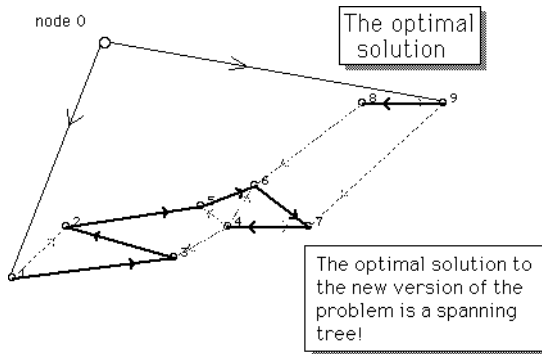 node 0
The optimal
solution
8
9
6
5
2
4
7
3
1
The optimal solution to
the new version of the
problem is a spanning
tree!